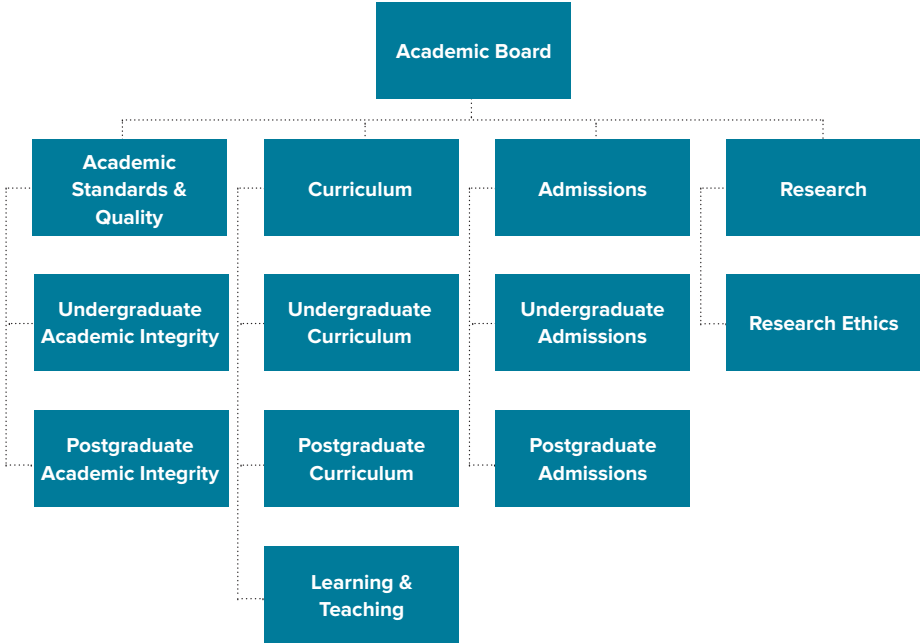 Academic Board
Academic
Standards &
Quality
Curriculum
Admissions
Research
Undergraduate
Academic Integrity
Undergraduate
Curriculum
Undergraduate
Admissions
Research Ethics
Postgraduate
Academic Integrity
Postgraduate
Curriculum
Postgraduate
Admissions
Learning &
Teaching